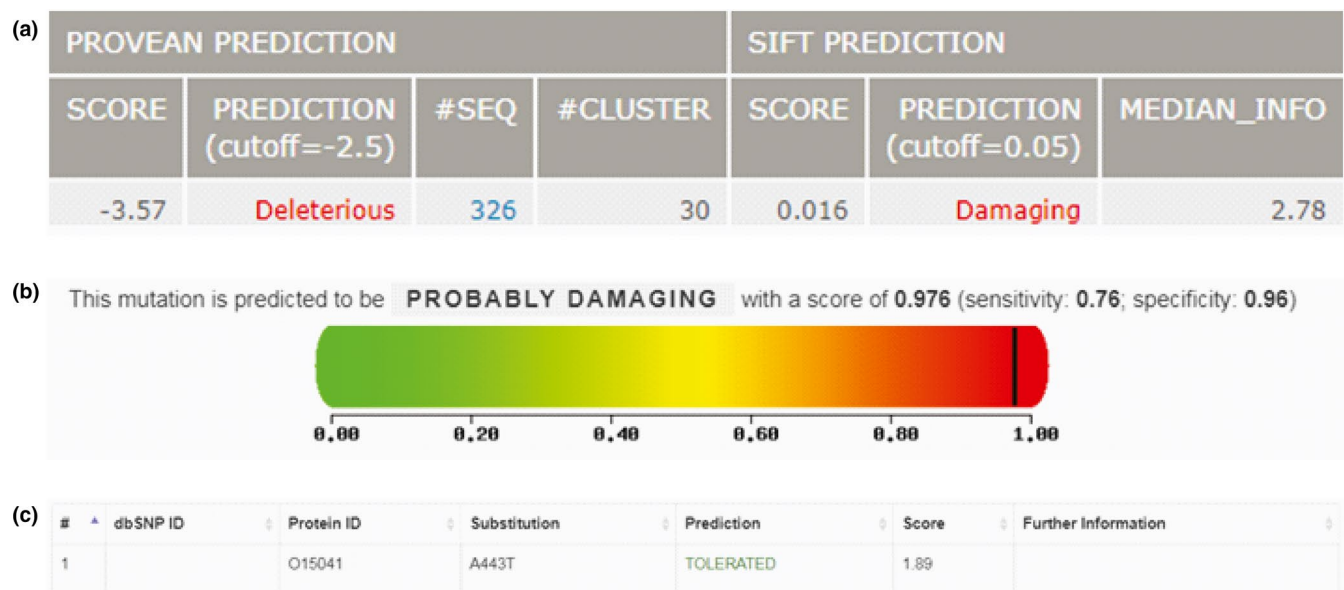 (a)
PROVEAN PREDICTION SIFT PREDICTION
SCORE PREDICTION (cutoff=-2.5) #SEQ #CLUSTER SCORE PREDICTION (cutoff=0.05) MEDIAN_INFO
-3.57 Deleterious 326 30 0.016 Damaging 2.78
(b) This mutation is predicted to be PROBABLY DAMAGING with a score of 0.976 (sensitivity: 0.76; specificity: 0.96)
0.00 0.20 0.40 0.60 0.80 1.00
(c) # dbSNP ID Protein ID Substitution Prediction Score Further Information
1 O15041 A443T TOLERATED 1.89